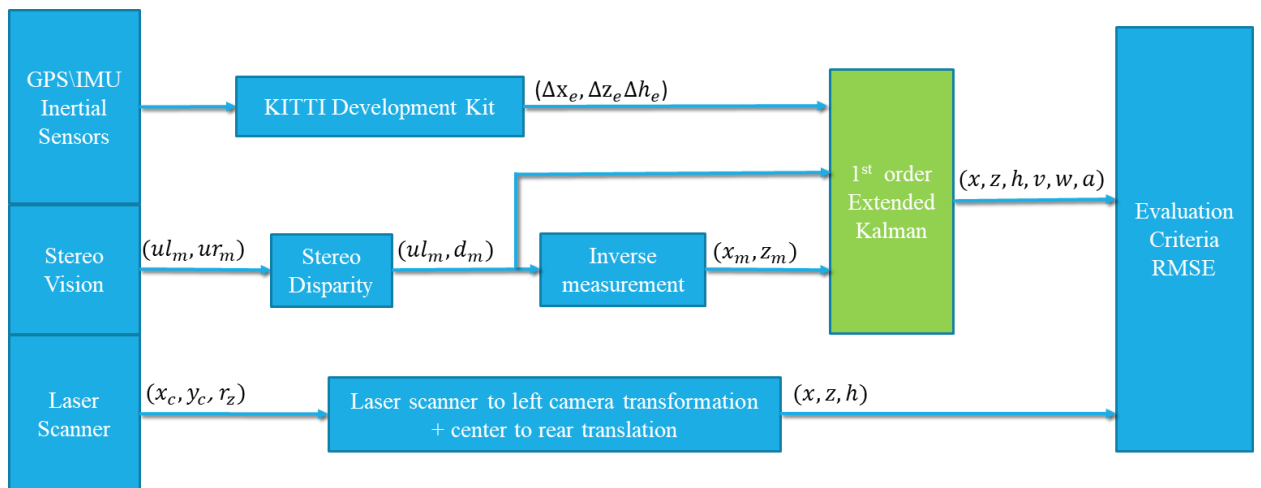 GPS\IMU
Inertial
Sensors
KITTI Development Kit
(Δx_e, Δz_e Δh_e)
1st order
Extended
Kalman
(x, z, h, v, w, a)
Evaluation
Criteria
RMSE
Stereo
Vision
(ul_m, ur_m)
Stereo
Disparity
(ul_m, d_m)
Inverse
measurement
(x_m, z_m)
Laser
Scanner
(x_c, y_c, r_z)
Laser scanner to left camera transformation
+ center to rear translation
(x, z, h)